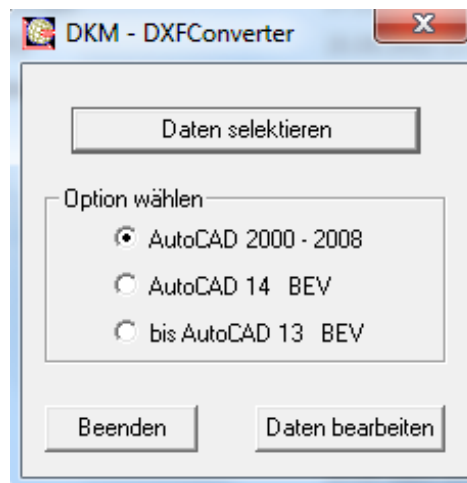 DKM - DXFConverter
Daten selektieren
Option wählen
AutoCAD 2000 - 2008
AutoCAD 14 BEV
bis AutoCAD 13 BEV
Beenden Daten bearbeiten